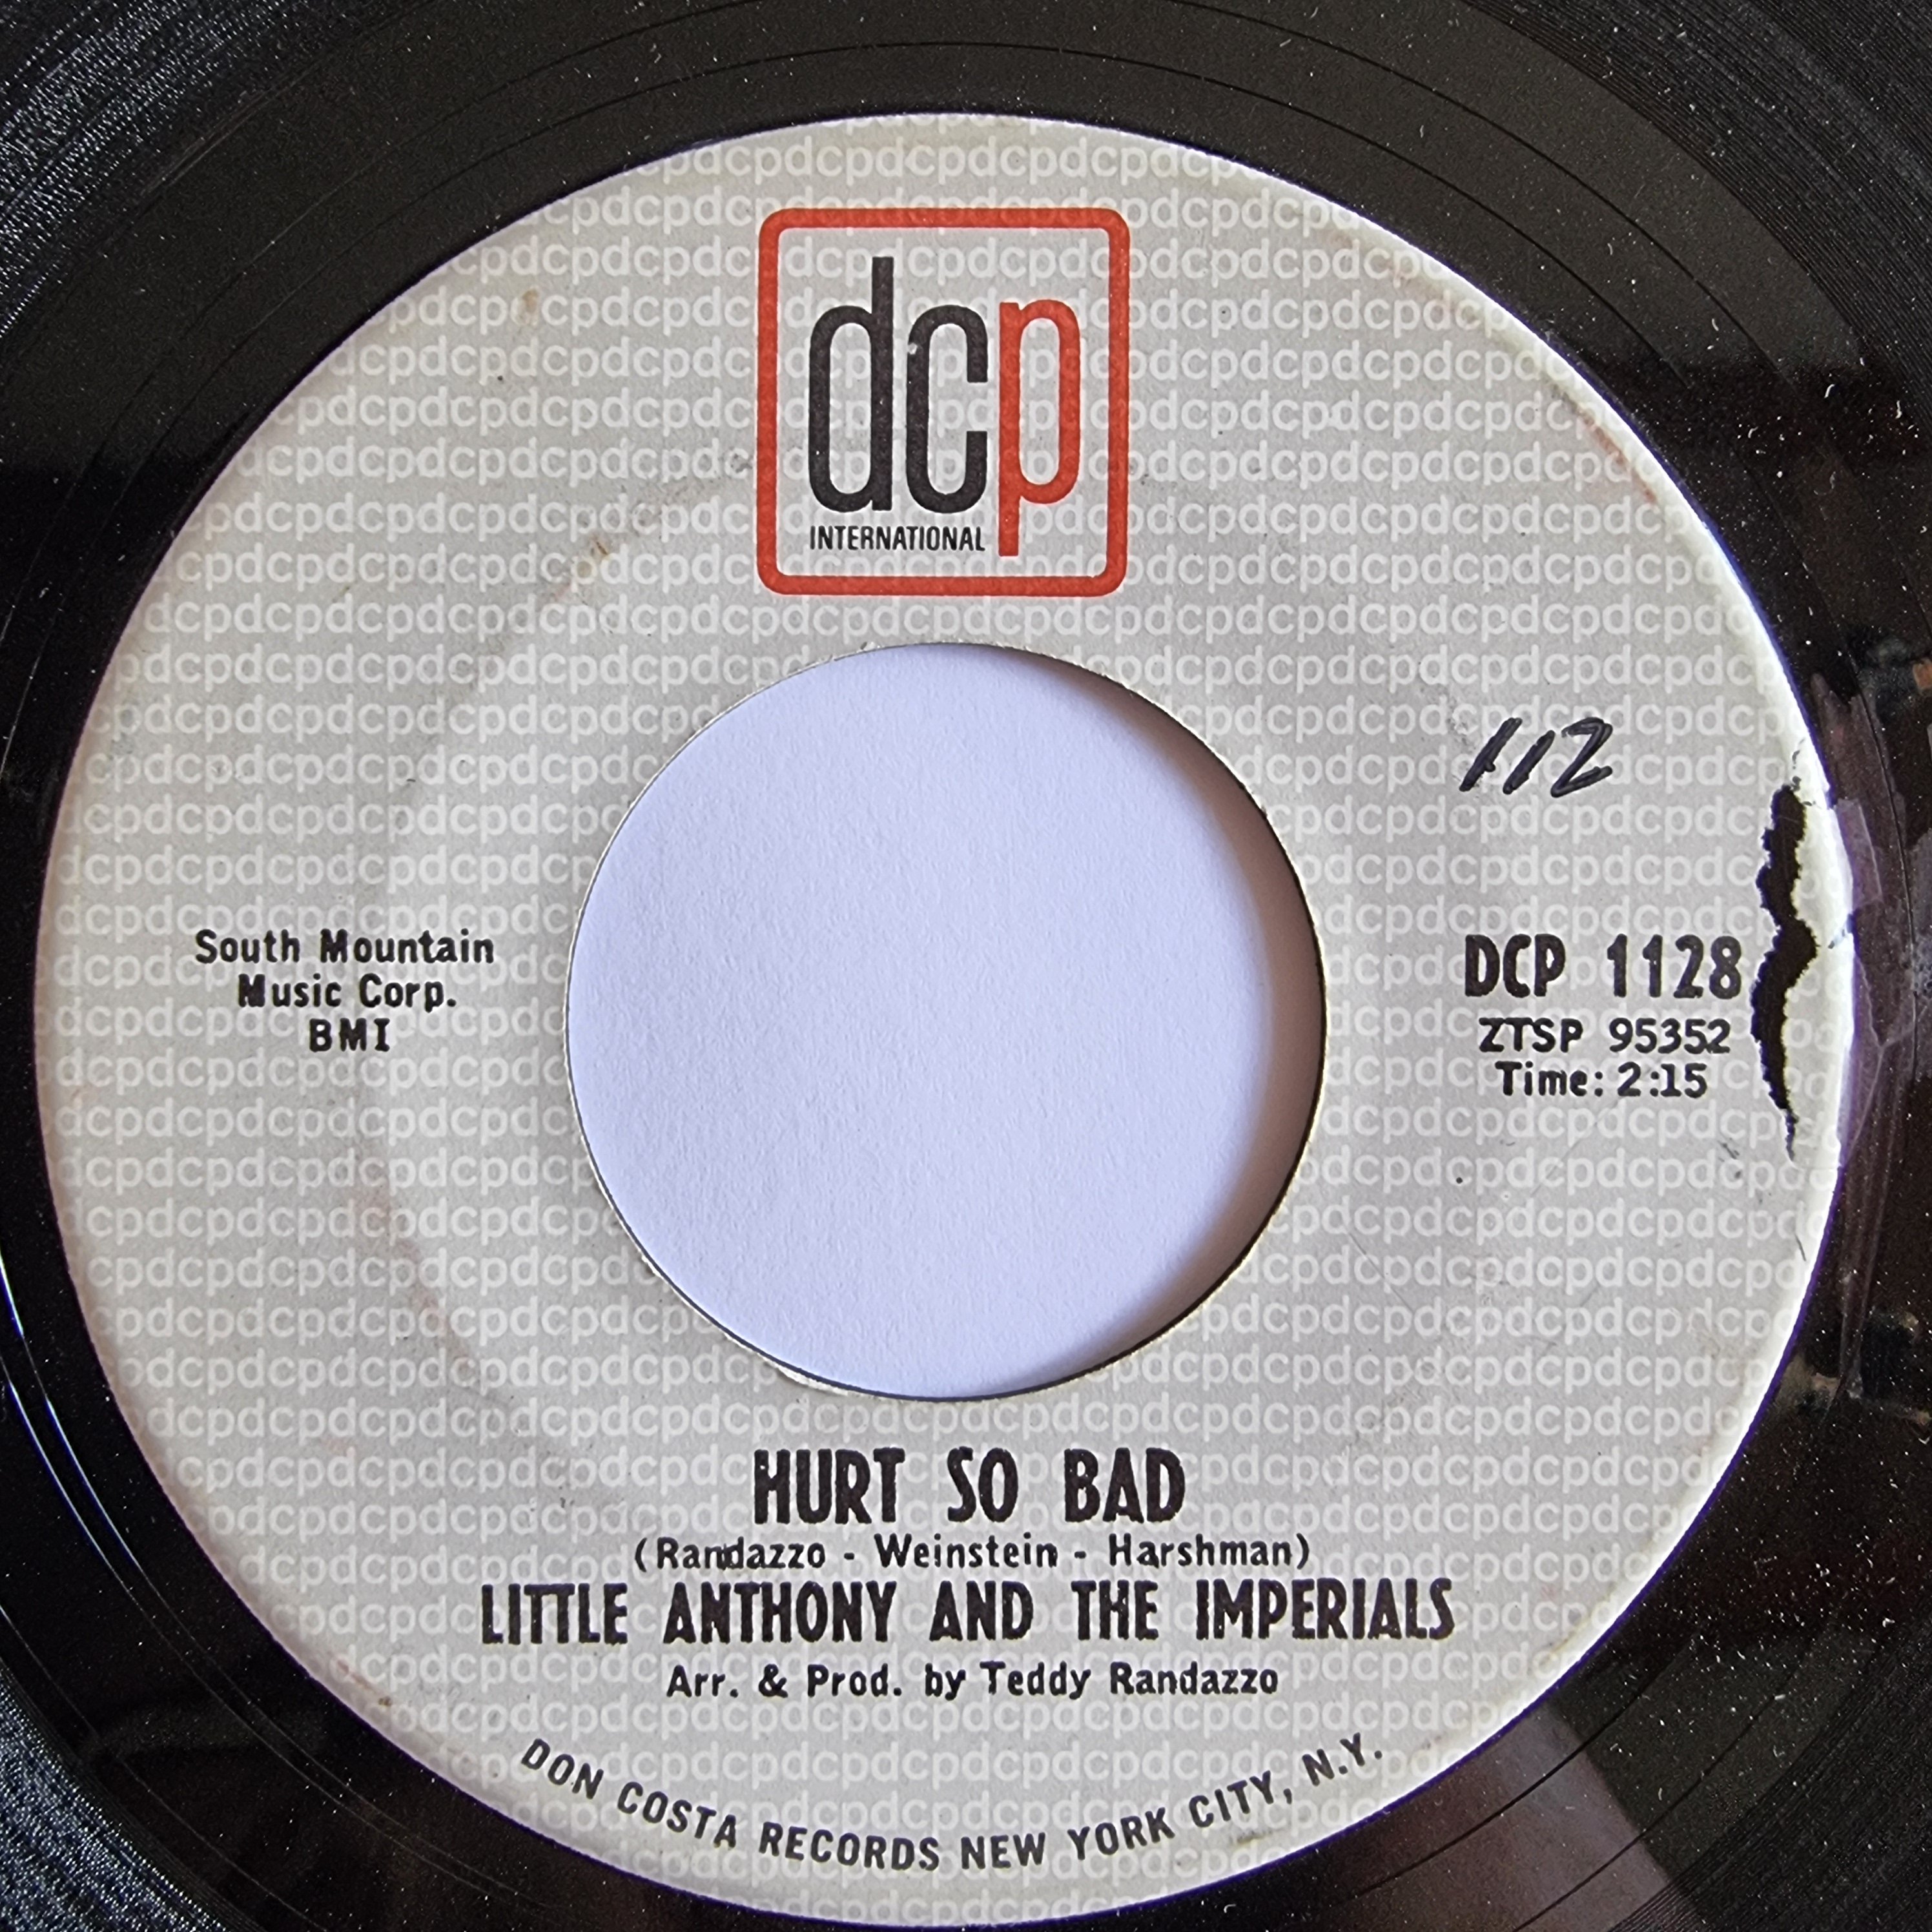 dcp
INTERNATIONAL
112
South Mountain
Music Corp.
BMI
DCP 1128
ZTSP 95352
Time: 2:15
HURT SO BAD
(Randazzo - Weinstein - Harshman)
LITTLE ANTHONY AND THE IMPERIALS
Arr. & Prod. by Teddy Randazzo
DON COSTA RECORDS NEW YORK CITY, N.Y.